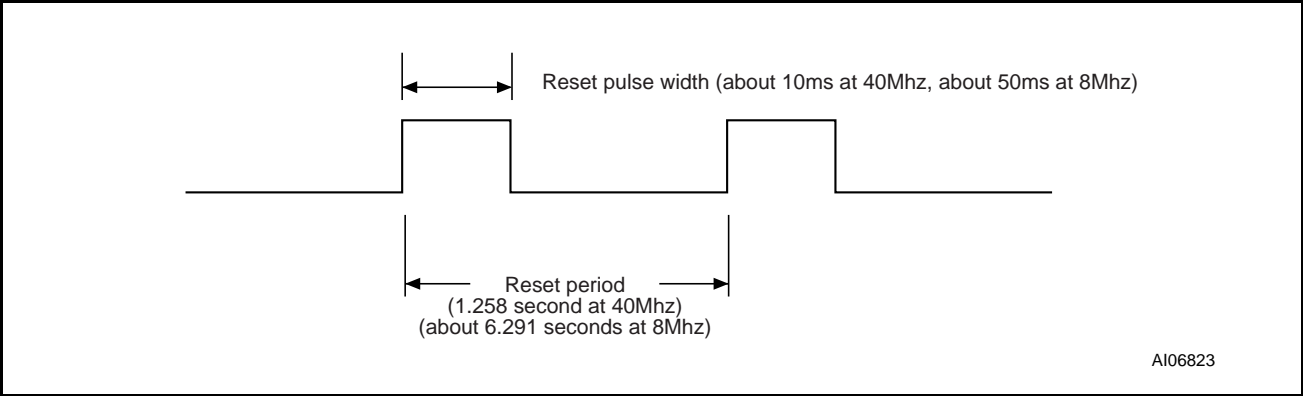 Reset pulse width (about 10ms at 40Mhz, about 50ms at 8Mhz)
Reset period
(1.258 second at 40Mhz)
(about 6.291 seconds at 8Mhz)
AI06823